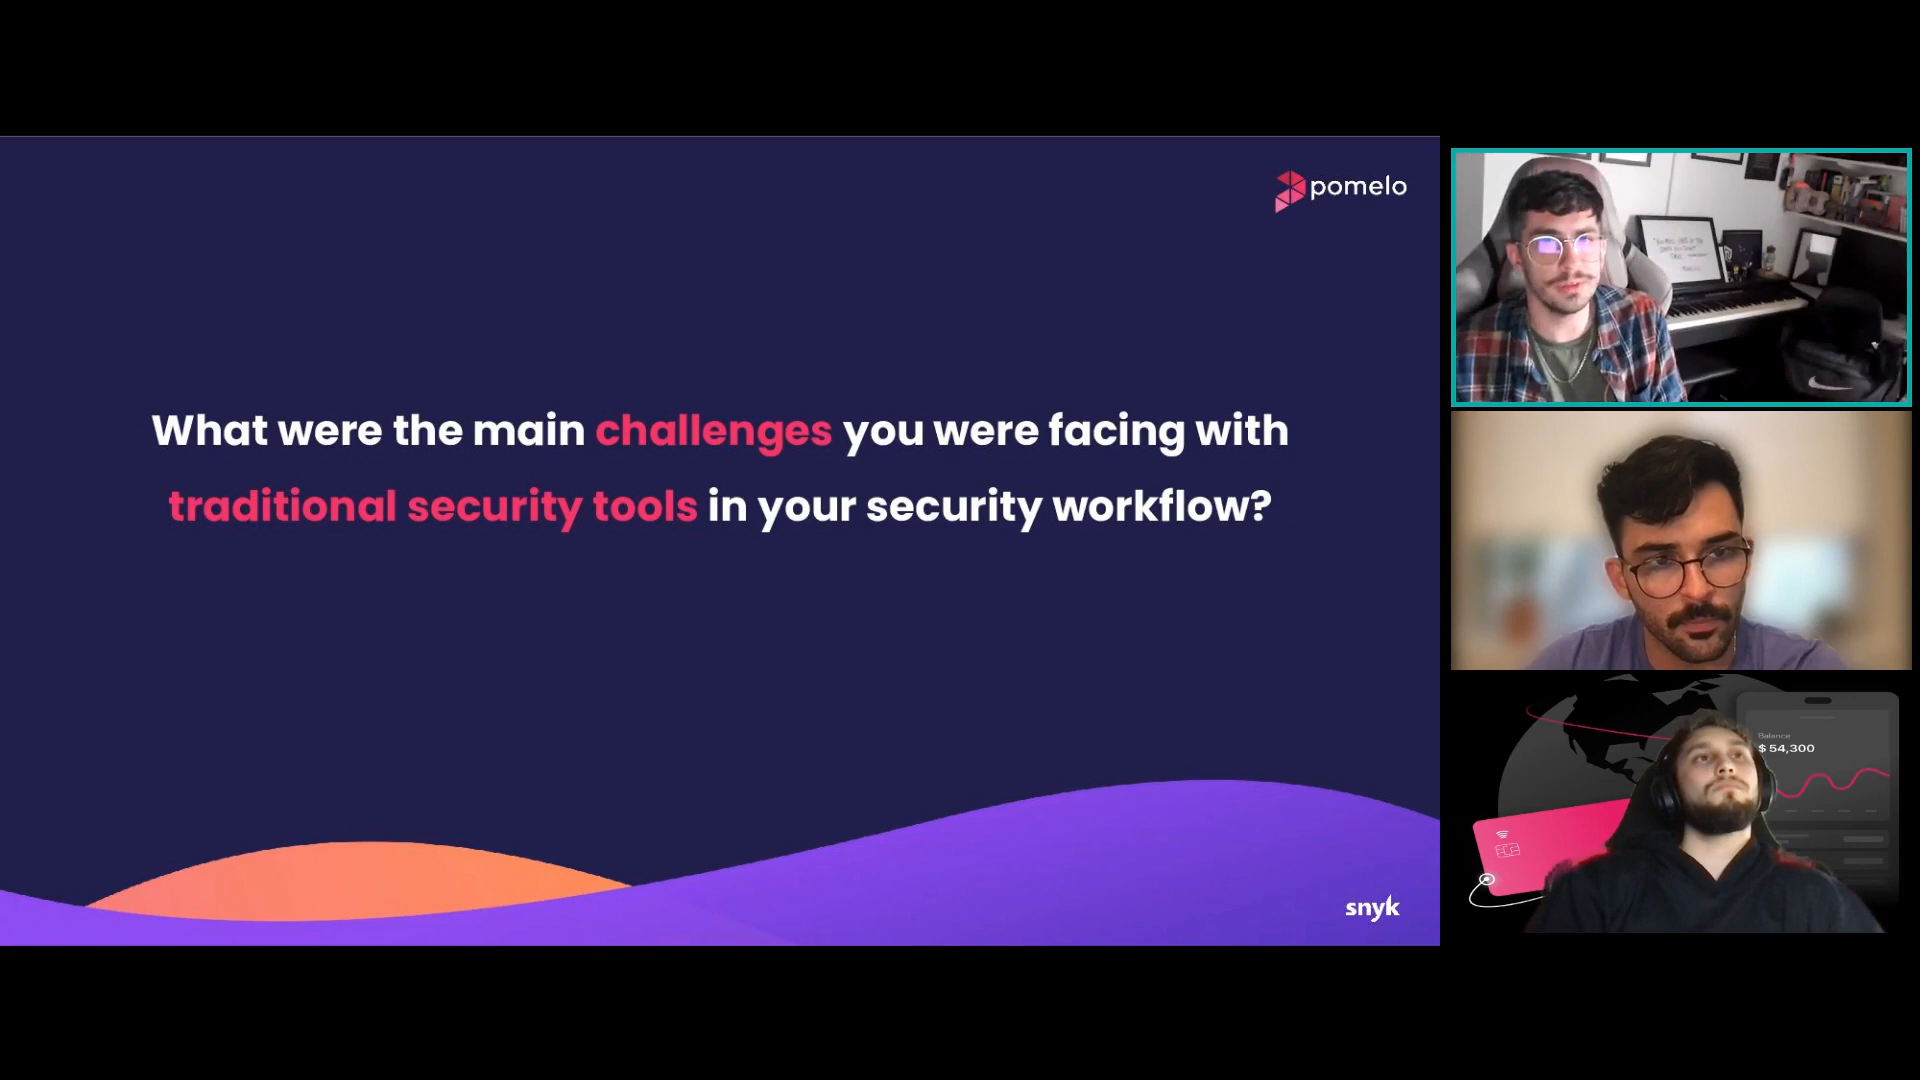 pomelo
What were the main challenges you were facing with
traditional security tools in your security workflow?
snyk
Balance
$ 54,300